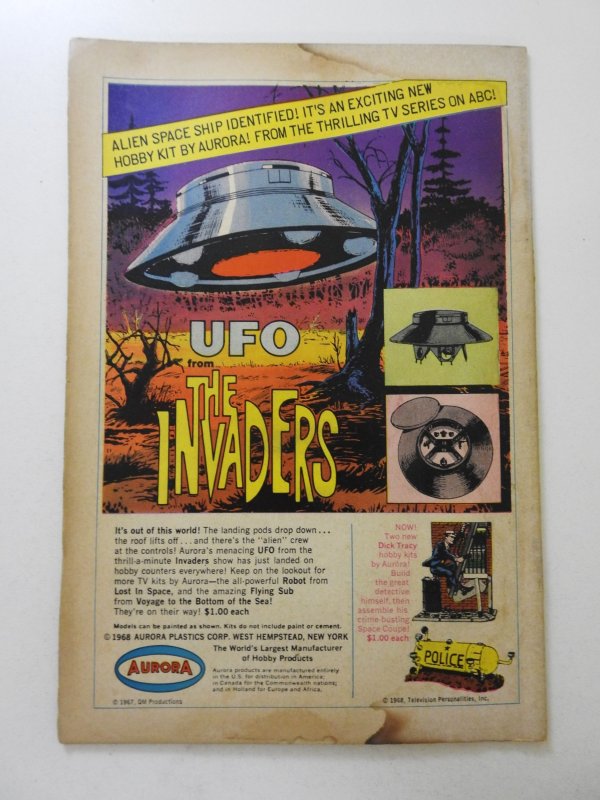 ALIEN SPACE SHIP IDENTIFIED! IT'S AN EXCITING NEW
HOBBY KIT BY AURORA! FROM THE THRILLING TV SERIES ON ABC!
UFO
from
THE
INVADERS
It's out of this world! The landing pods drop down...
the roof lifts off...and there's the "alien" crew
at the controls! Aurora's menacing UFO from the
thrill-a-minute Invaders show has just landed on
hobby counters everywhere! Keep on the lookout for
more TV kits by Aurora—the all-powerful Robot from
Lost In Space, and the amazing Flying Sub
from Voyage to the Bottom of the Sea!
They're on their way! $1.00 each
Models can be painted as shown. Kits do not include paint or cement.
© 1968 AURORA PLASTICS CORP. WEST HEMPSTEAD, NEW YORK
AURORA
The World's Largest Manufacturer
of Hobby Products
Aurora products are manufactured entirely
in the U.S. for distribution in America;
in Canada for the Commonwealth nations;
and in Holland for Europe and Africa.
© 1967, QM Productions
NOW!
Two new
Dick Tracy
hobby kits
by Aurora!
Build
the great
detective
himself, then
assemble his
crime-busting
Space Coupe!
$1.00 each
POLICE
© 1968, Television Personalities, Inc.